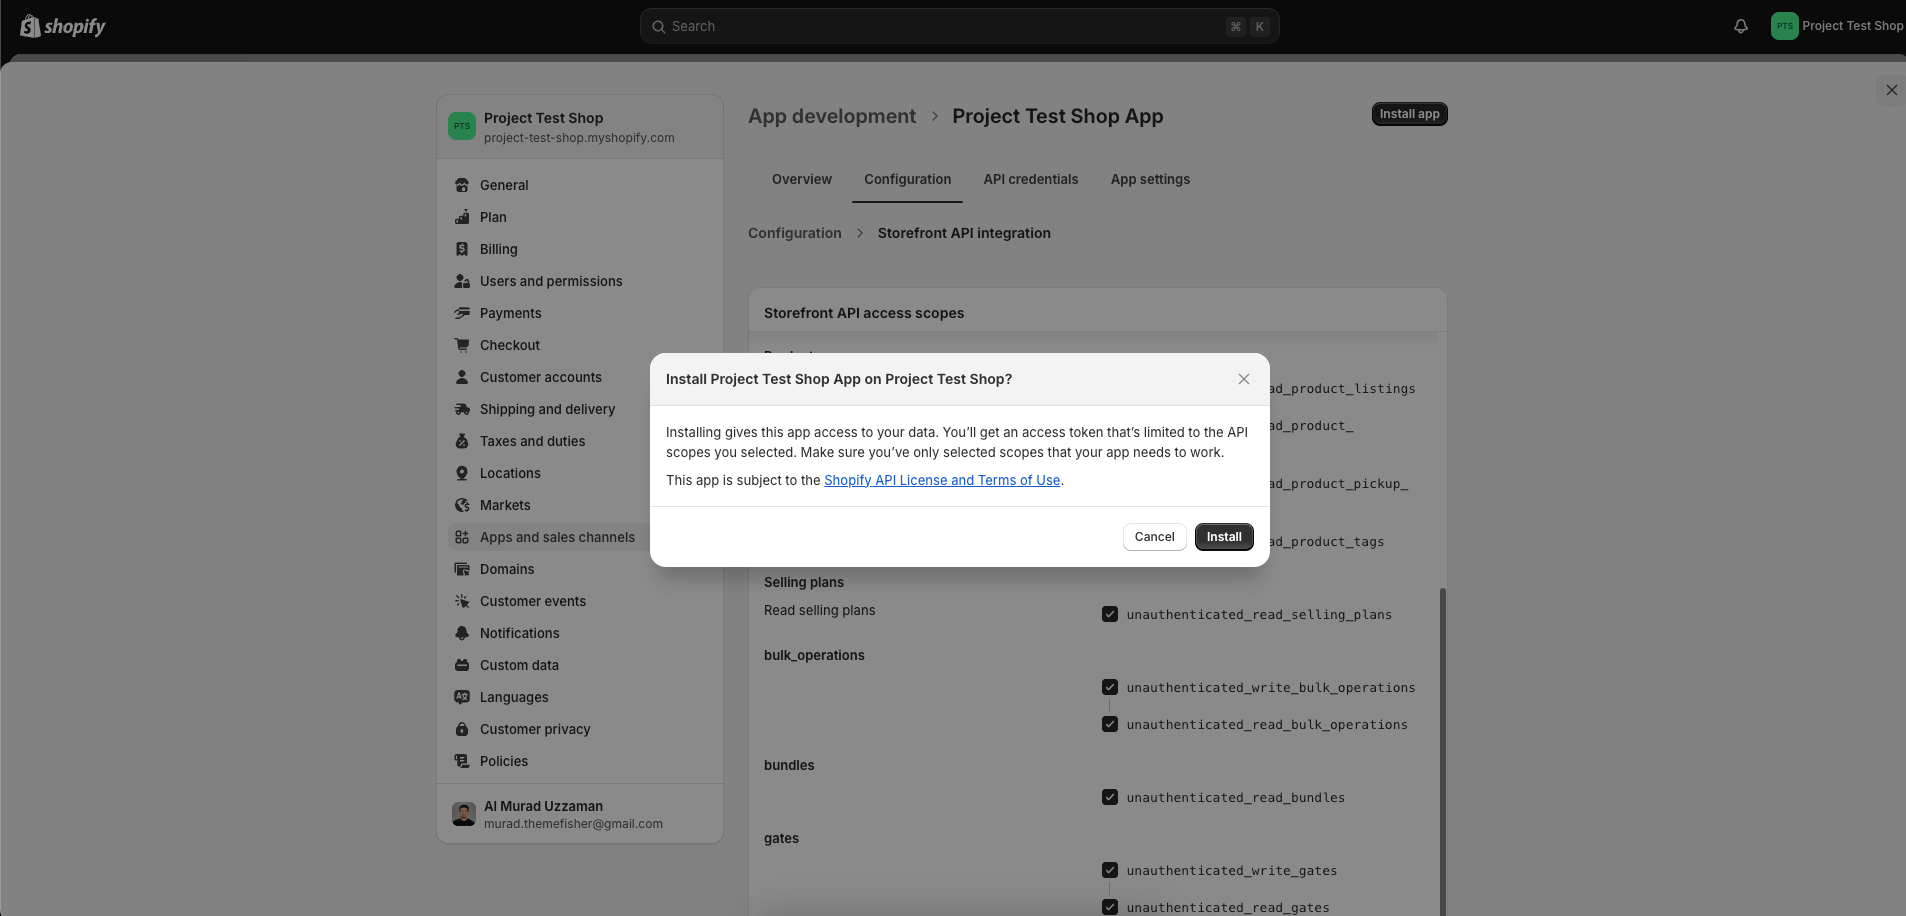 shopify
Search
⌘ K
PTS
Project Test Shop
PTS
Project Test Shop
project-test-shop.myshopify.com
General
Plan
Billing
Users and permissions
Payments
Checkout
Customer accounts
Shipping and delivery
Taxes and duties
Locations
Markets
Apps and sales channels
Domains
Customer events
Notifications
Custom data
Languages
Customer privacy
Policies
Al Murad Uzzaman
murad.themefisher@gmail.com
App development > Project Test Shop App
Install app
Overview Configuration API credentials App settings
Configuration > Storefront API integration
Storefront API access scopes
ad_product_listings
ad_product_
ad_product_pickup_
ad_product_tags
Install Project Test Shop App on Project Test Shop?
Installing gives this app access to your data. You’ll get an access token that’s limited to the API
scopes you selected. Make sure you’ve only selected scopes that your app needs to work.
This app is subject to the Shopify API License and Terms of Use.
Cancel Install
Selling plans
Read selling plans unauthenticated_read_selling_plans
bulk_operations
unauthenticated_write_bulk_operations
unauthenticated_read_bulk_operations
bundles
unauthenticated_read_bundles
gates
unauthenticated_write_gates
unauthenticated_read_gates